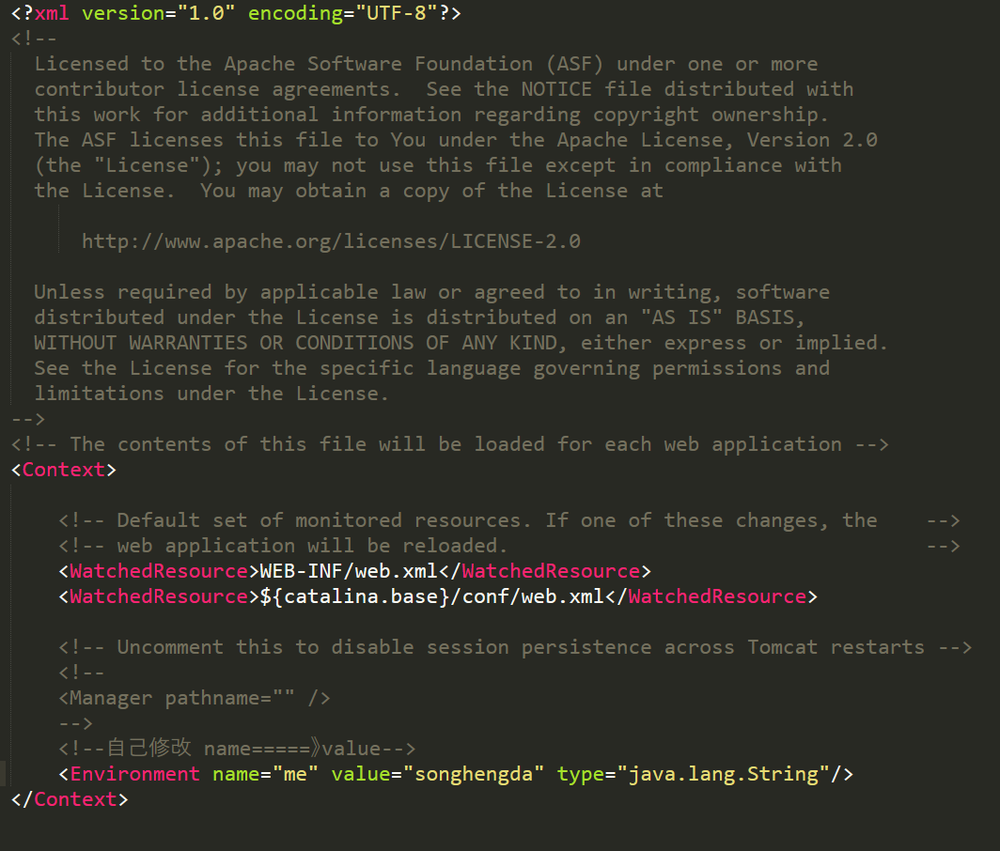 <?xml version="1.0" encoding="UTF-8"?>
<!--
  Licensed to the Apache Software Foundation (ASF) under one or more
  contributor license agreements.  See the NOTICE file distributed with
  this work for additional information regarding copyright ownership.
  The ASF licenses this file to You under the Apache License, Version 2.0
  (the "License"); you may not use this file except in compliance with
  the License.  You may obtain a copy of the License at

      http://www.apache.org/licenses/LICENSE-2.0

  Unless required by applicable law or agreed to in writing, software
  distributed under the License is distributed on an "AS IS" BASIS,
  WITHOUT WARRANTIES OR CONDITIONS OF ANY KIND, either express or implied.
  See the License for the specific language governing permissions and
  limitations under the License.
-->
<!-- The contents of this file will be loaded for each web application -->
<Context>

    <!-- Default set of monitored resources. If one of these changes, the    -->
    <!-- web application will be reloaded.                                   -->
    <WatchedResource>WEB-INF/web.xml</WatchedResource>
    <WatchedResource>${catalina.base}/conf/web.xml</WatchedResource>

    <!-- Uncomment this to disable session persistence across Tomcat restarts -->
    <!--
    <Manager pathname="" />
    -->
    <!--自己修改 name=====》value-->
    <Environment name="me" value="songhengda" type="java.lang.String"/>
</Context>